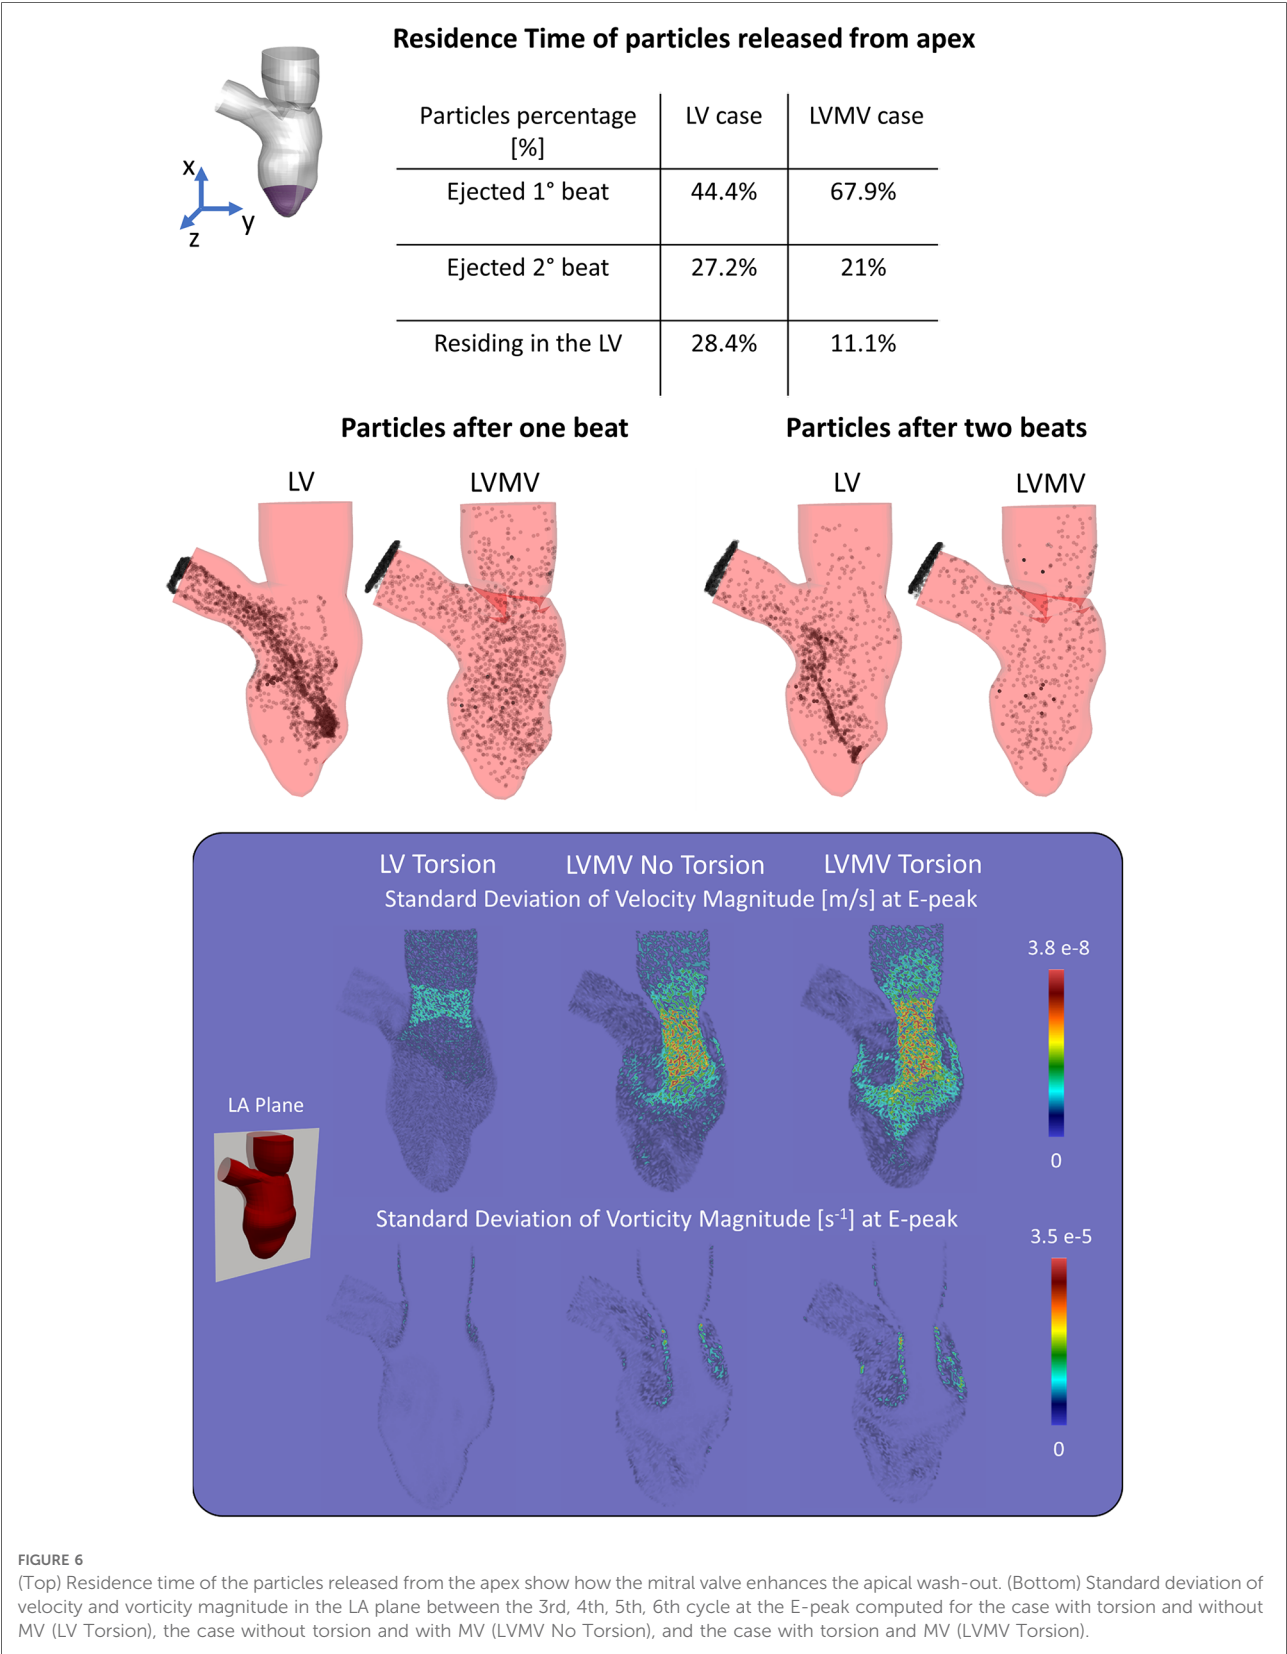 Residence Time of particles released from apex
x
y
z
Particles percentage [%] LV case LVMV case
Ejected 1° beat 44.4% 67.9%
Ejected 2° beat 27.2% 21%
Residing in the LV 28.4% 11.1%
Particles after one beat Particles after two beats
LV LVMV LV LVMV
LV Torsion LVMV No Torsion LVMV Torsion
Standard Deviation of Velocity Magnitude [m/s] at E-peak
3.8 e-8
0
LA Plane
Standard Deviation of Vorticity Magnitude [s⁻¹] at E-peak
3.5 e-5
0
FIGURE 6
(Top) Residence time of the particles released from the apex show how the mitral valve enhances the apical wash-out. (Bottom) Standard deviation of
velocity and vorticity magnitude in the LA plane between the 3rd, 4th, 5th, 6th cycle at the E-peak computed for the case with torsion and without
MV (LV Torsion), the case without torsion and with MV (LVMV No Torsion), and the case with torsion and MV (LVMV Torsion).